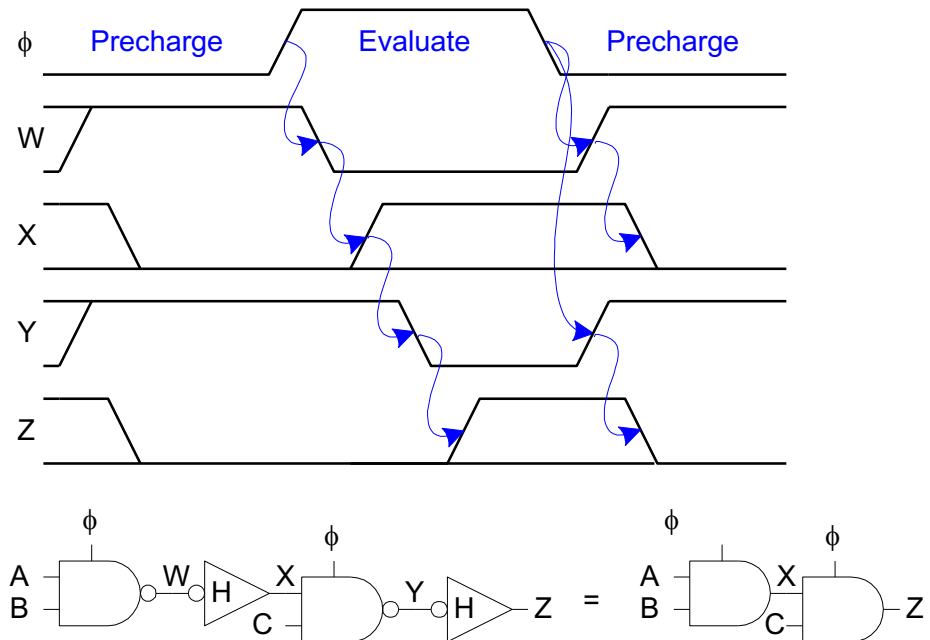 ϕ Precharge Evaluate Precharge
W
X
Y
Z
ϕ ϕ ϕ ϕ
A W H X Y H Z = A X Z
B C B C